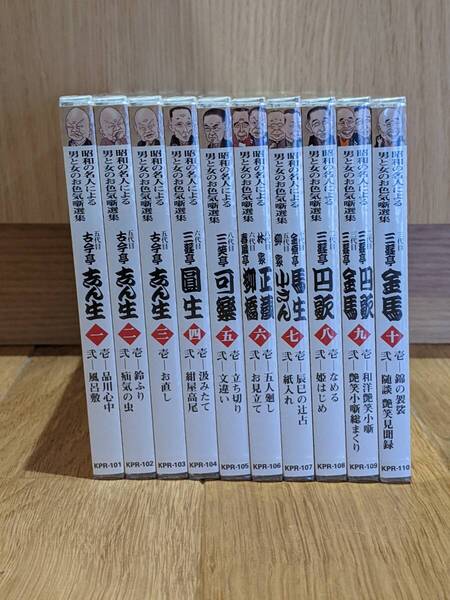 昭和の名人による
男と女のお色気噺選集
五代目
古今亭
志ん生
一
壱 品川心中
弐 風呂敷
KPR-101
昭和の名人による
男と女のお色気噺選集
五代目
古今亭
志ん生
二
壱 鈴ふり
弐 疝気の虫
KPR-102
昭和の名人による
男と女のお色気噺選集
五代目
古今亭
志ん生
三
お直し
KPR-103
昭和の名人による
男と女のお色気噺選集
六代目
三遊亭
圓生
四
壱 汲みたて
弐 紺屋高尾
KPR-104
昭和の名人による
男と女のお色気噺選集
八代目
三笑亭
可樂
五
壱 立ち切り
弐 文違い
KPR-105
昭和の名人による
男と女のお色気噺選集
林家
正蔵
六代目
春風亭
柳橋
六
壱 五人廻し
弐 お見立て
KPR-106
昭和の名人による
男と女のお色気噺選集
金原亭
馬生
五代目
柳家
小さん
七
壱 辰巳の辻占
弐 紙入れ
KPR-107
昭和の名人による
男と女のお色気噺選集
三遊亭
円歌
八
壱 なめる
弐 姫はじめ
KPR-108
昭和の名人による
男と女のお色気噺選集
三遊亭
円歌
三遊亭
金馬
九
壱 和洋艶笑小噺
弐 艶笑小噺総まくり
KPR-109
昭和の名人による
男と女のお色気噺選集
三遊亭
金馬
十
壱 錦の袈裟
弐 随談 艶笑見聞録
KPR-110